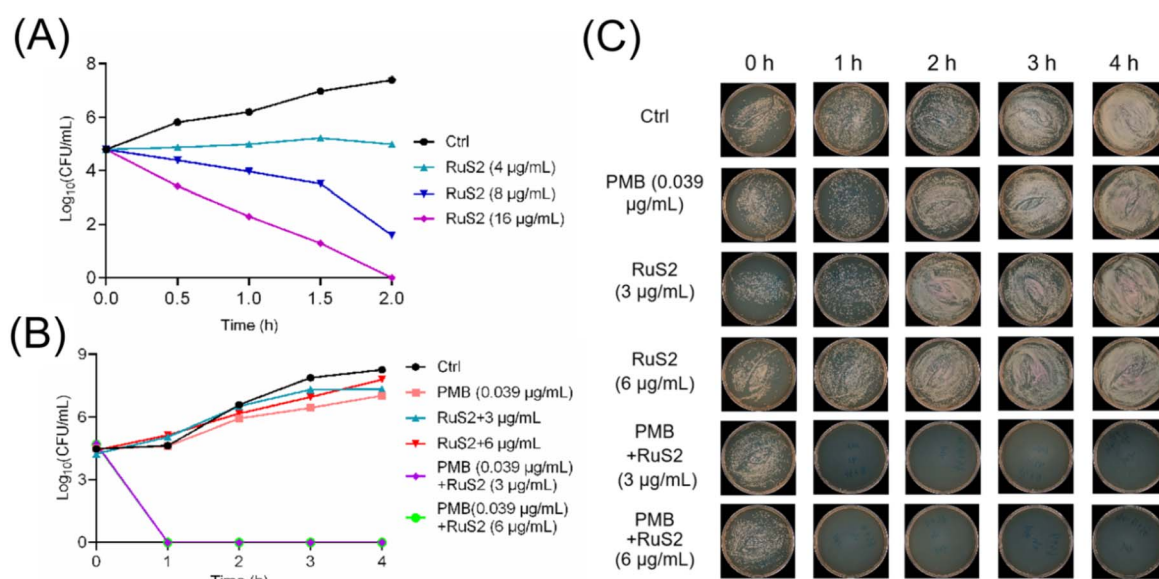 (A)
8
6
4
2
0
Log10(CFU/mL)
0.0 0.5 1.0 1.5 2.0
Time (h)
Ctrl
RuS2 (4 µg/mL)
RuS2 (8 µg/mL)
RuS2 (16 µg/mL)
(B)
9
6
3
0
Log10(CFU/mL)
0 1 2 3 4
Time (h)
Ctrl
PMB (0.039 µg/mL)
RuS2+3 µg/mL
RuS2+6 µg/mL
PMB (0.039 µg/mL)
+RuS2 (3 µg/mL)
PMB(0.039 µg/mL)
+RuS2 (6 µg/mL)
(C)
0 h 1 h 2 h 3 h 4 h
Ctrl
PMB (0.039
µg/mL)
RuS2
(3 µg/mL)
RuS2
(6 µg/mL)
PMB
+RuS2
(3 µg/mL)
PMB
+RuS2
(6 µg/mL)